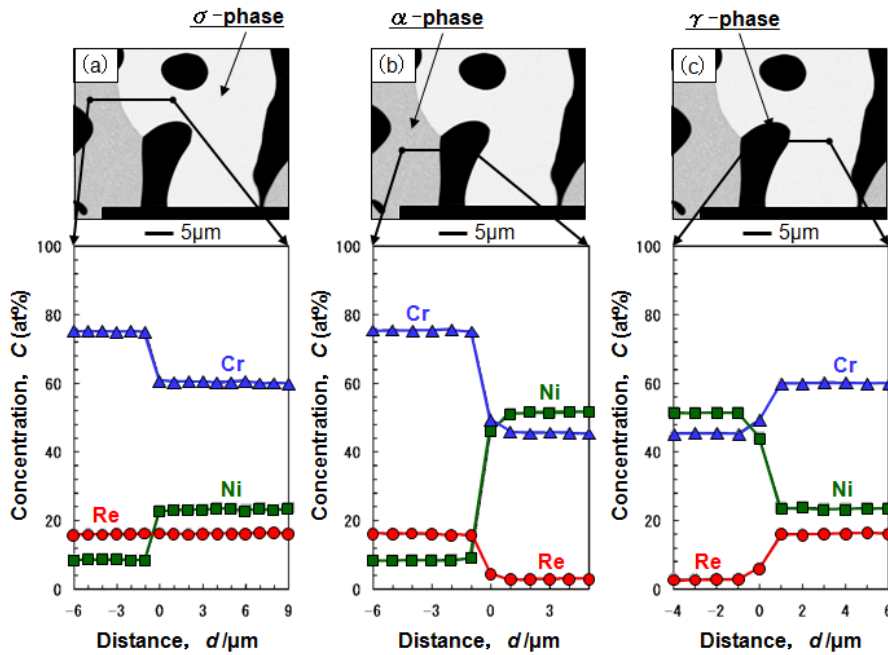 σ-phase
α-phase
γ-phase
(a)
(b)
(c)
5μm
5μm
5μm
Concentration, C (at%)
100
80
60
40
20
0
Cr
Ni
Re
-6
-3
0
3
6
9
Distance, d/μm
Concentration, C (at%)
100
80
60
40
20
0
Cr
Ni
Re
-6
-3
0
3
Distance, d/μm
Concentration, C (at%)
100
80
60
40
20
0
Cr
Ni
Re
-4
-2
0
2
4
6
Distance, d/μm